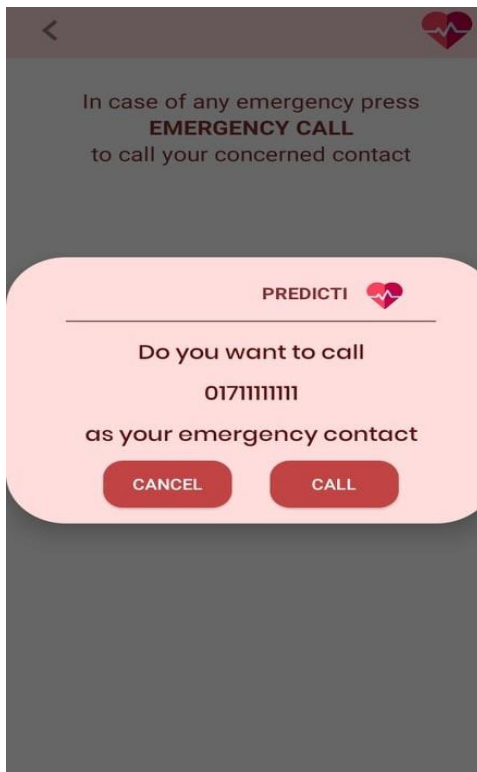 In case of any emergency press
EMERGENCY CALL
to call your concerned contact
PREDICTI
Do you want to call
01711111111
as your emergency contact
CANCEL
CALL